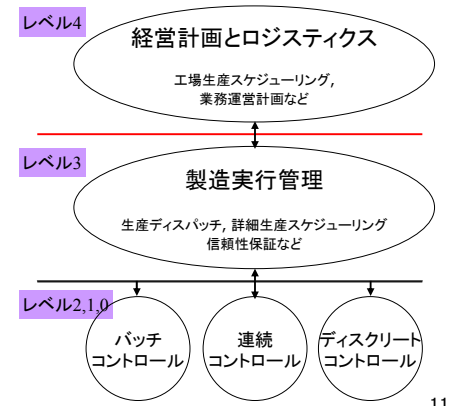 レベル4
経営計画とロジスティクス
工場生産スケジューリング,
業務運営計画など
レベル3
製造実行管理
生産ディスパッチ, 詳細生産スケジューリング
信頼性保証など
レベル2,1,0
バッチ
コントロール
連続
コントロール
ディスクリート
コントロール
11